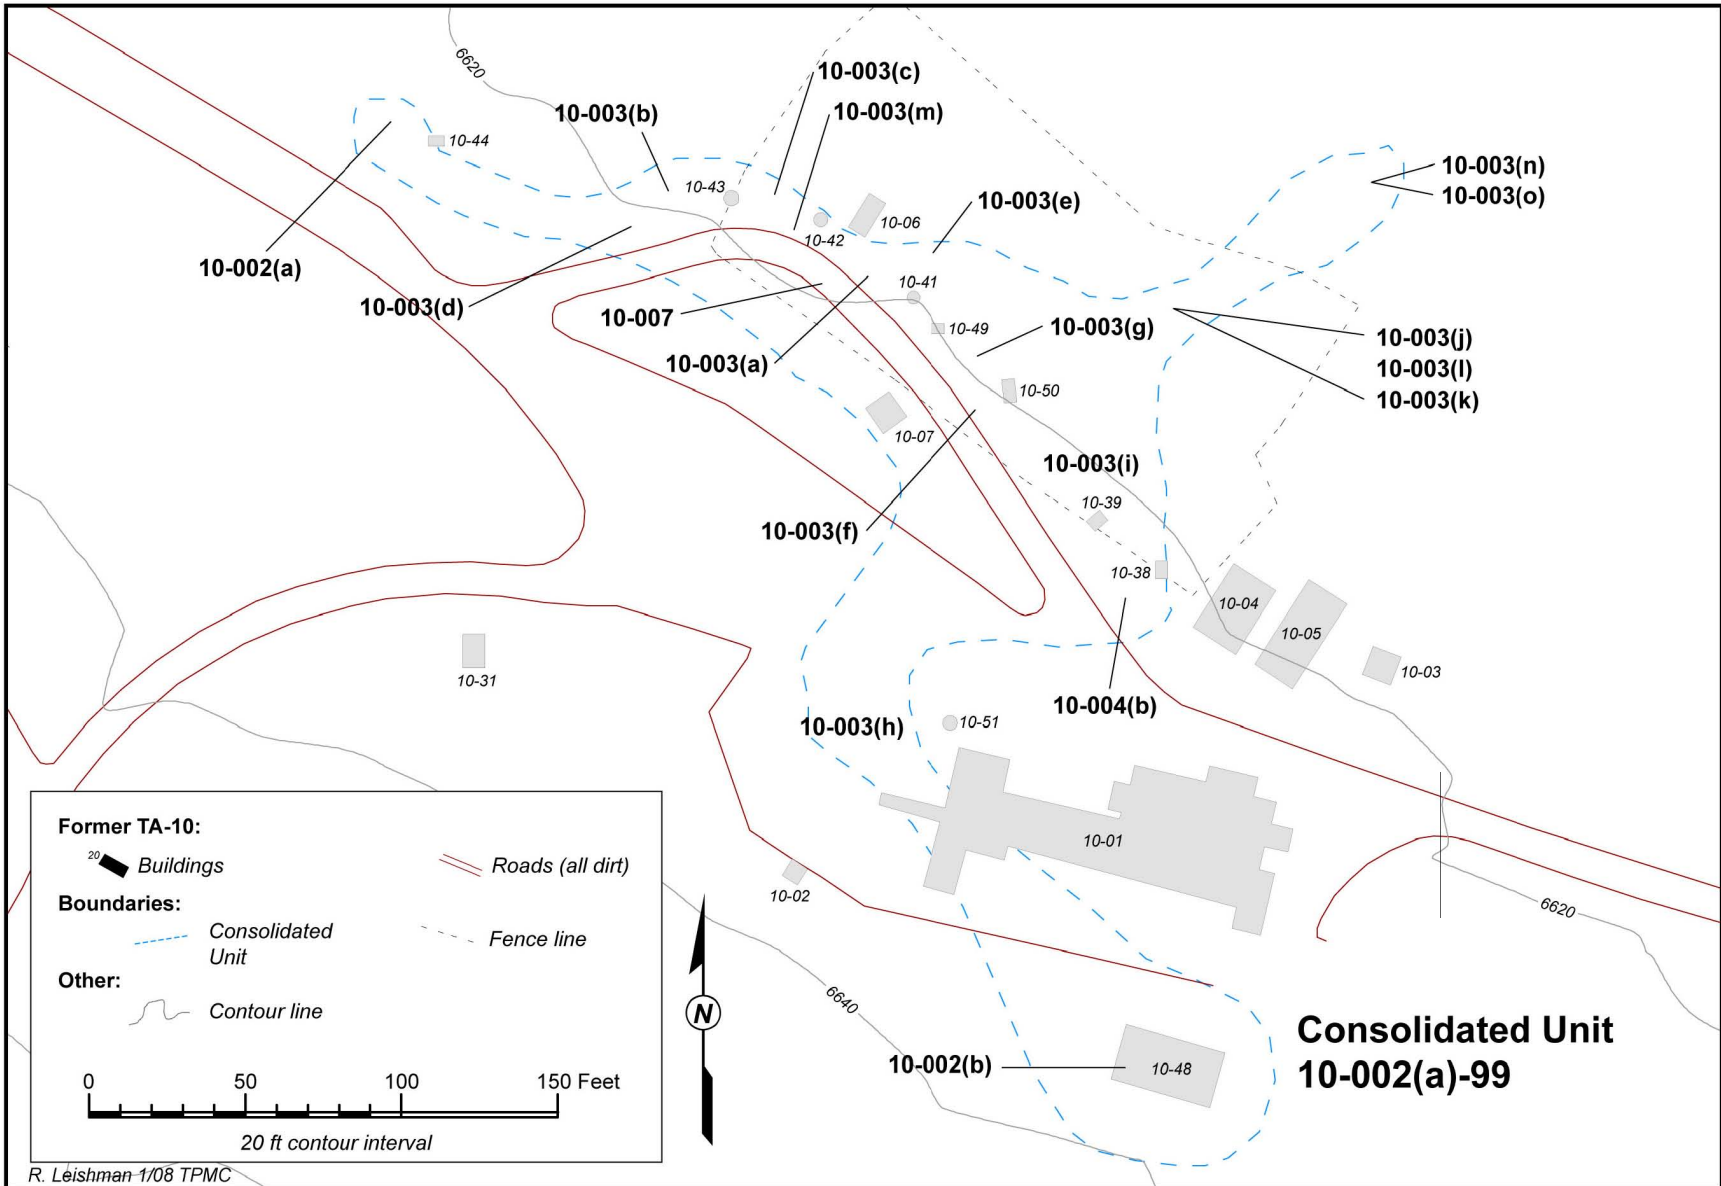 6620
10-003(c)
10-003(b)
10-003(m)
10-44
10-003(n)
10-003(o)
10-43
10-003(e)
10-06
10-42
10-002(a)
10-41
10-003(d)
10-007
10-49
10-003(g)
10-003(j)
10-003(a)
10-003(l)
10-003(k)
10-50
10-07
10-003(i)
10-39
10-003(f)
10-38
10-04
10-05
10-03
10-31
10-004(b)
10-003(h)
10-51
10-01
10-02
6620
6640
N
10-002(b)
10-48
Consolidated Unit
10-002(a)-99
Former TA-10:
20
Buildings
Roads (all dirt)
Boundaries:
Consolidated
Unit
Fence line
Other:
Contour line
0 50 100 150 Feet
20 ft contour interval
R. Leishman 1/08 TPMC